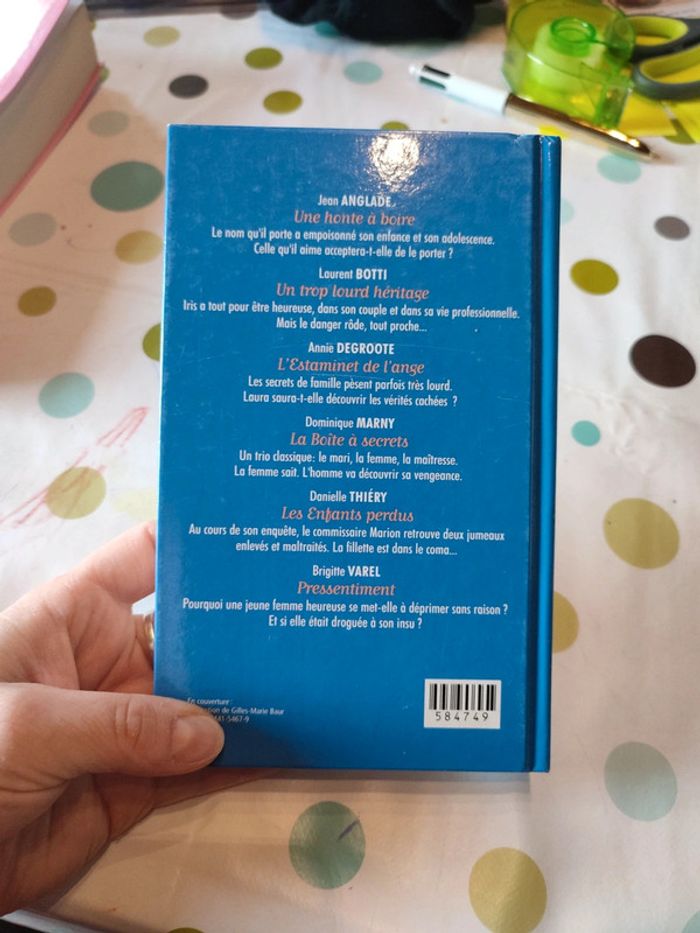 Jean ANGLADE
Une honte à boire
Le nom qu'il porte a empoisonné son enfance et son adolescence.
Celle qu'il aime acceptera-t-elle de le porter ?
Laurent BOTTI
Un trop lourd héritage
Iris a tout pour être heureuse, dans son couple et dans sa vie professionnelle.
Mais le danger rôde, tout proche...
Annie DEGROOTE
L'Estaminet de l'ange
Les secrets de famille pèsent parfois très lourd.
Laura saura-t-elle découvrir les vérités cachées ?
Dominique MARNY
La Boîte à secrets
Un trio classique: le mari, la femme, la maîtresse.
La femme sait. L'homme va découvrir sa vengeance.
Danielle THIÉRY
Les Enfants perdus
Au cours de son enquête, le commissaire Marion retrouve deux jumeaux
enlevés et maltraités. La fillette est dans le coma...
Brigitte VAREL
Pressentiment
Pourquoi une jeune femme heureuse se met-elle à déprimer sans raison ?
Et si elle était droguée à son insu ?
En couverture :
de Gilles-Marie Baur
441-5467-9
584749